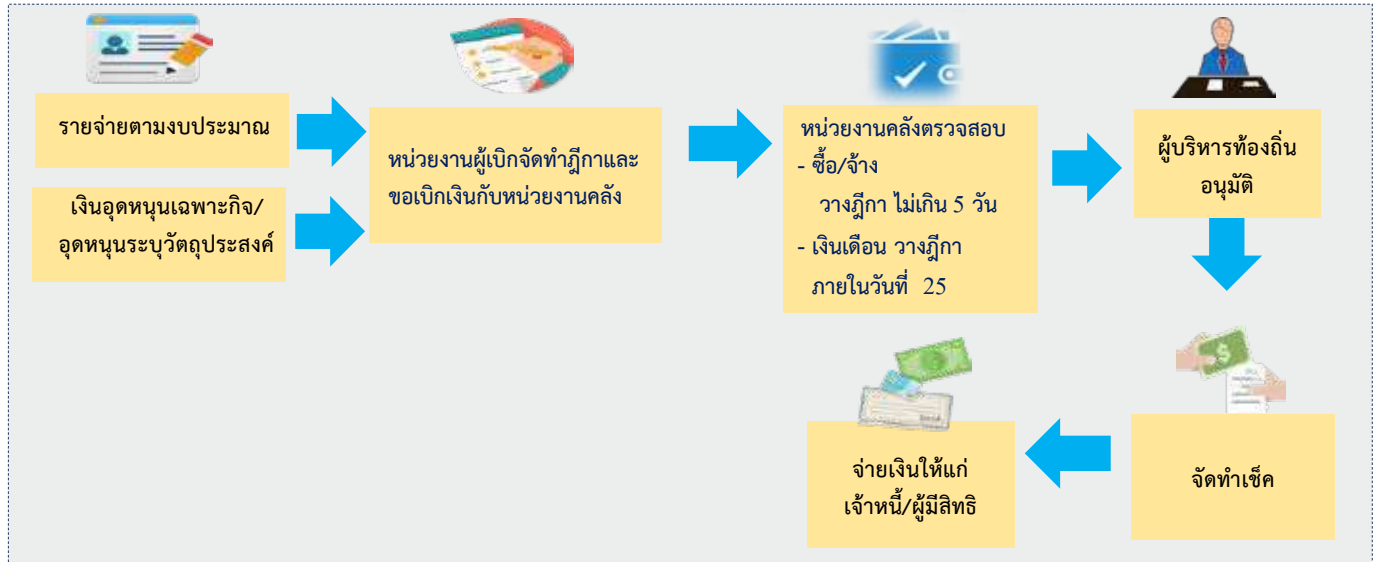 รายจ่ายตามงบประมาณ
เงินอุดหนุนเฉพาะกิจ/
อุดหนุนระบุวัตถุประสงค์
หน่วยงานผู้เบิกจัดทำฎีกาและ
ขอเบิกเงินกับหน่วยงานคลัง
หน่วยงานคลังตรวจสอบ
- ซื้อ/จ้าง
วางฎีกา ไม่เกิน 5 วัน
- เงินเดือน วางฎีกา
ภายในวันที่ 25
ผู้บริหารท้องถิ่น
อนุมัติ
จัดทำเช็ค
จ่ายเงินให้แก่
เจ้าหนี้/ผู้มีสิทธิ